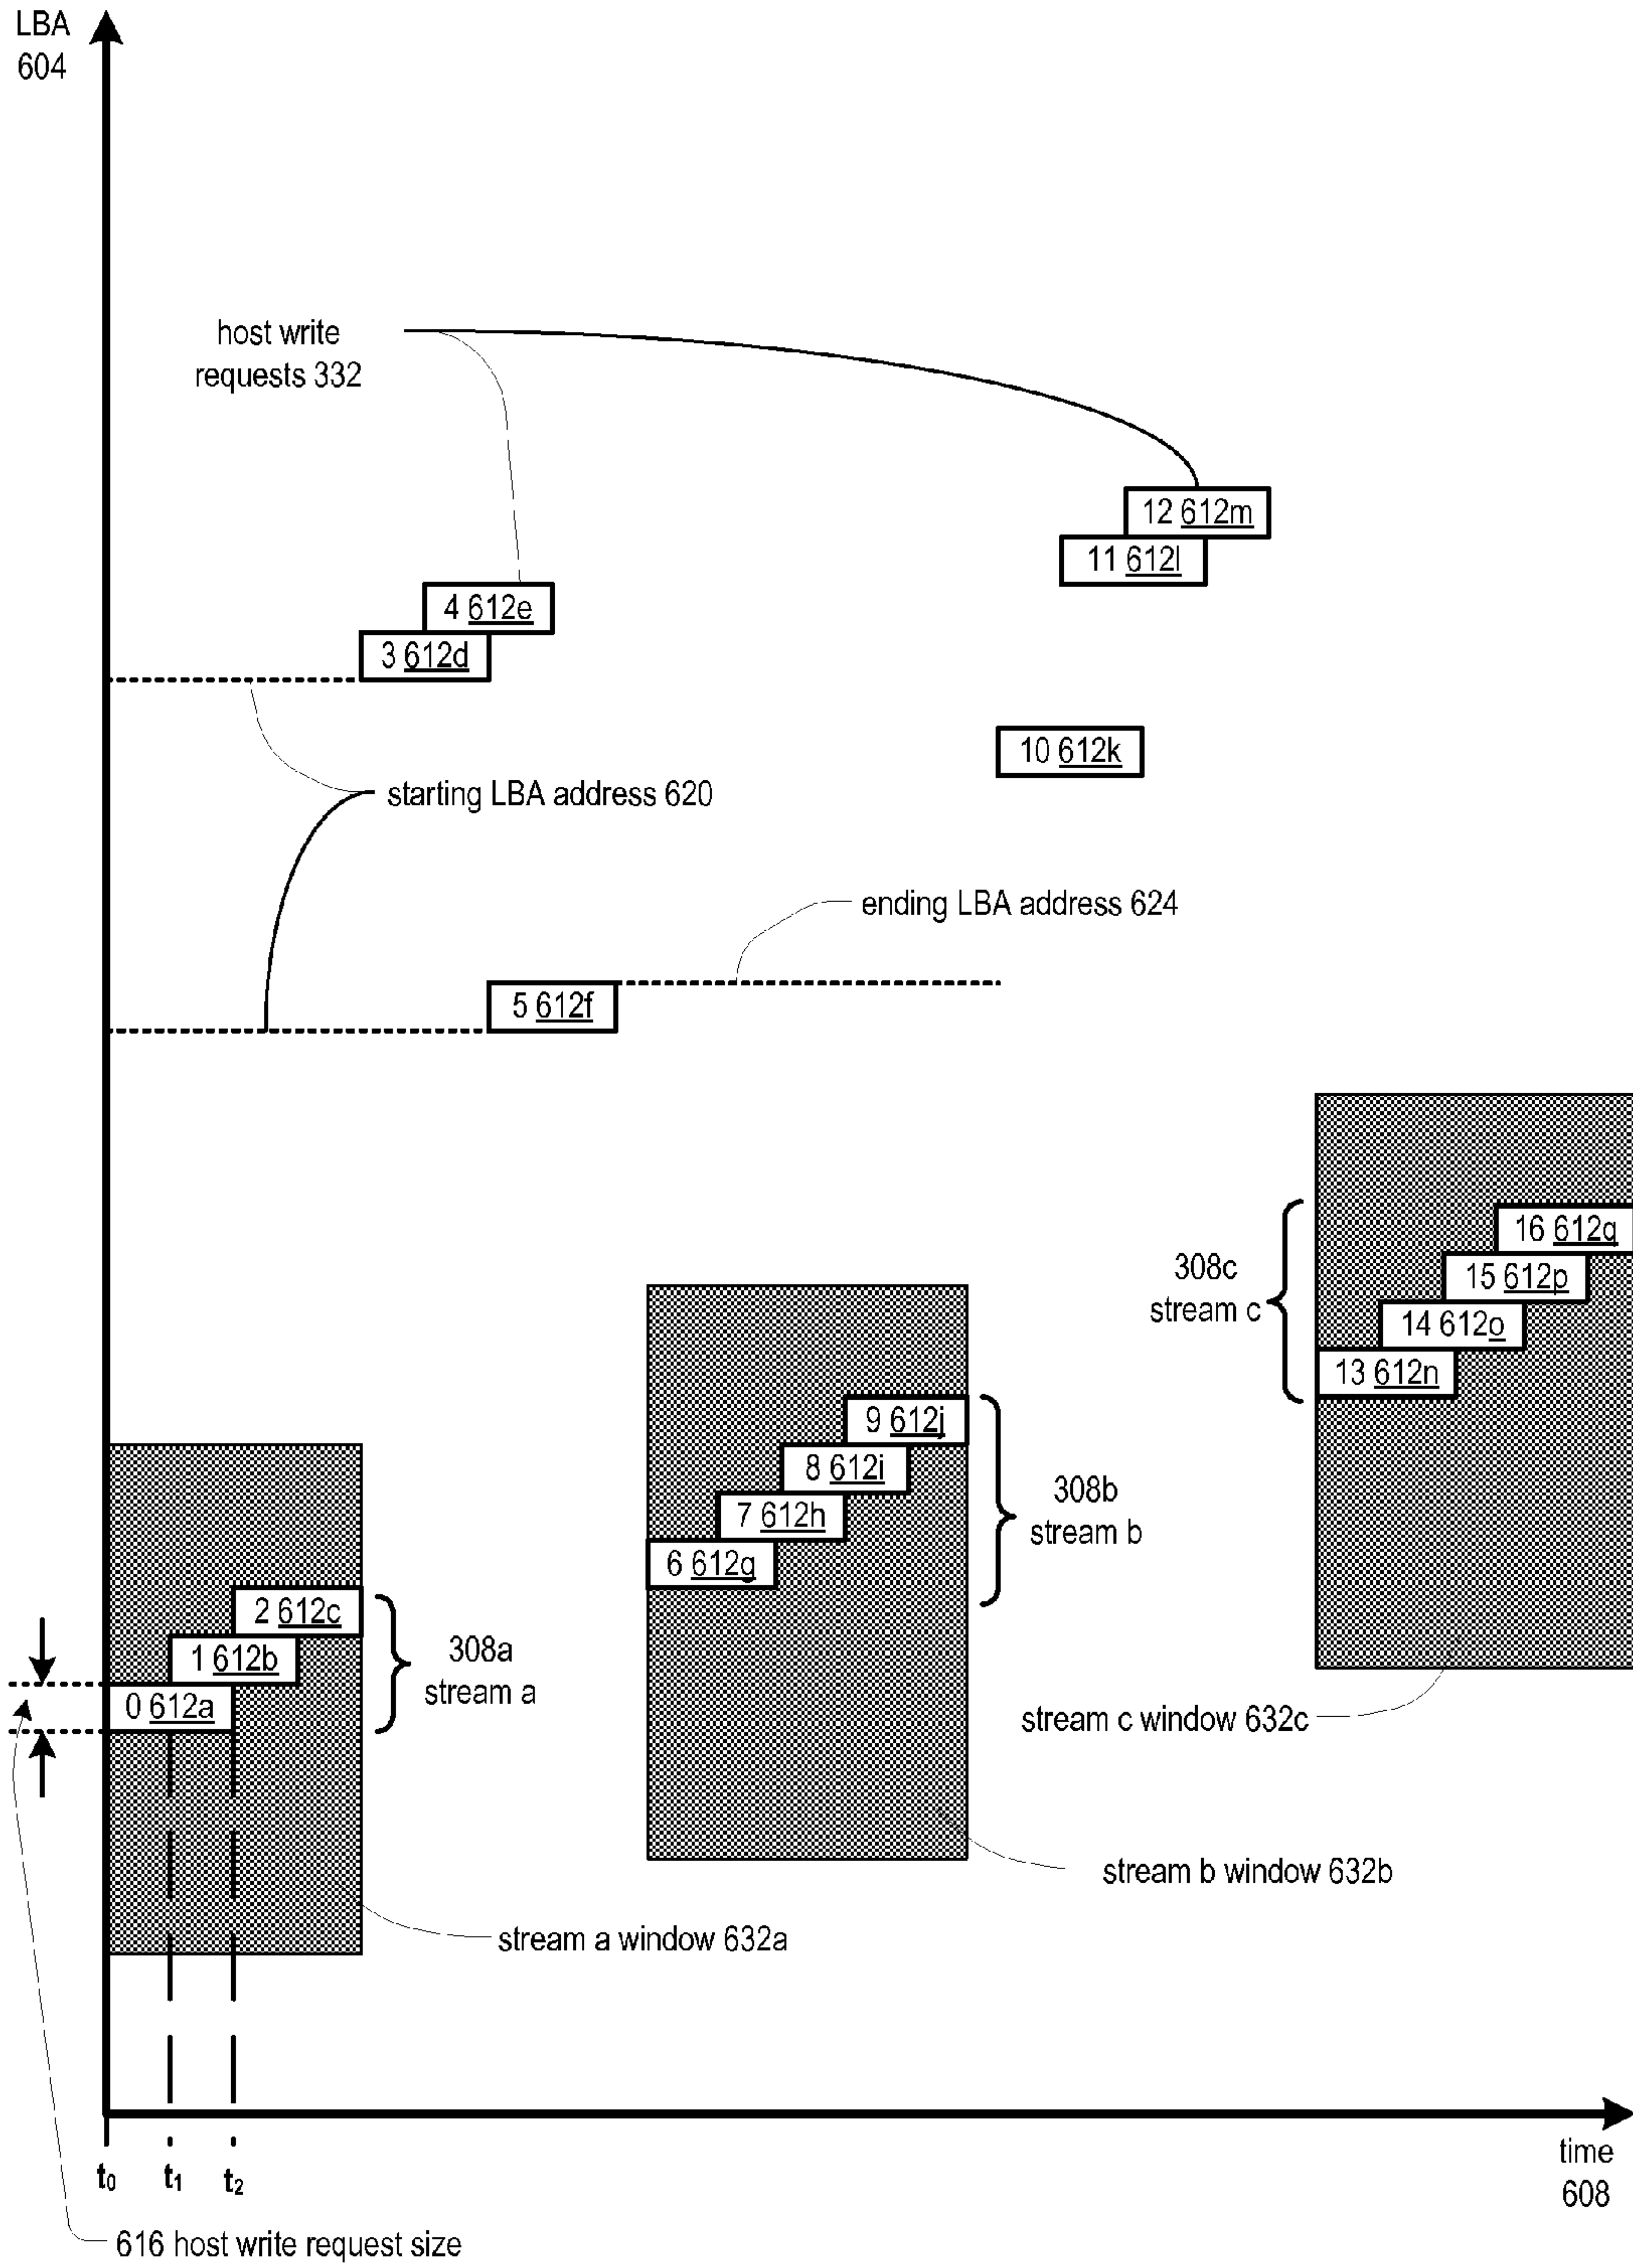 LBA
604
host write
requests 332
12 612m
11 612l
4 612e
3 612d
10 612k
starting LBA address 620
ending LBA address 624
5 612f
16 612q
308c
stream c
15 612p
14 612o
13 612n
9 612j
8 612i
308b
stream b
7 612h
6 612g
2 612c
308a
stream a
1 612b
0 612a
stream c window 632c
stream b window 632b
stream a window 632a
time
608
t0
t1
t2
616 host write request size